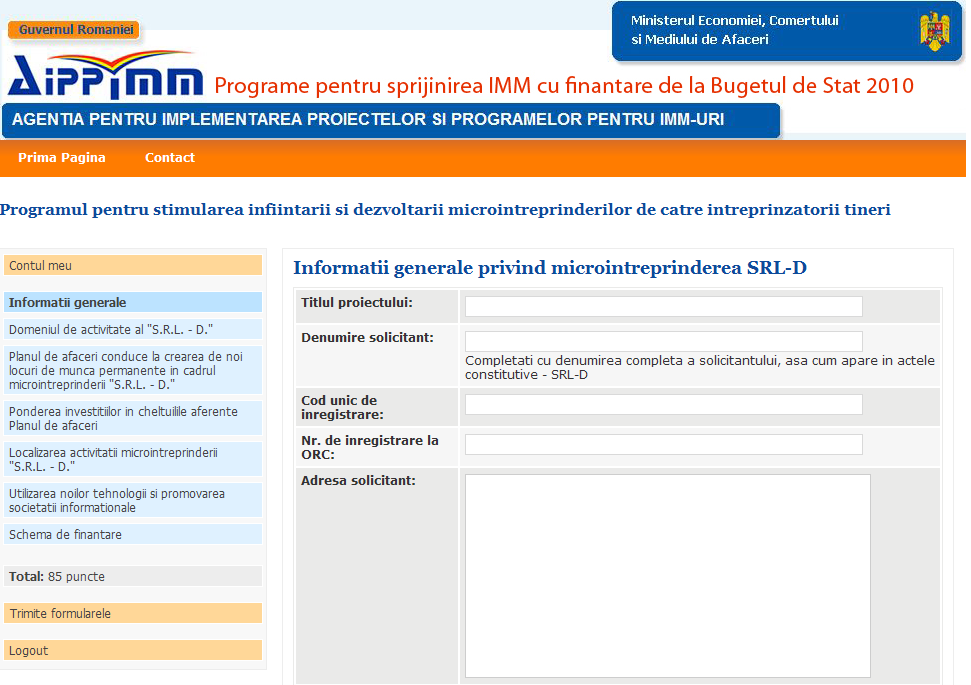 Guvernul Romaniei
Ministerul Economiei, Comertului
si Mediului de Afaceri
AIPPIMM
Programe pentru sprijinirea IMM cu finantare de la Bugetul de Stat 2010
AGENTIA PENTRU IMPLEMENTAREA PROIECTELOR SI PROGRAMELOR PENTRU IMM-URI
Prima Pagina
Contact
Programul pentru stimularea infiintarii si dezvoltarii microintreprinderilor de catre intreprinzatorii tineri
Contul meu
Informatii generale
Domeniul de activitate al "S.R.L. - D."
Planul de afaceri conduce la crearea de noi
locuri de munca permanente in cadrul
microintreprinderii "S.R.L. - D."
Ponderea investitiilor in cheltuilile aferente
Planul de afaceri
Localizarea activitatii microintreprinderii
"S.R.L. - D."
Utilizarea noilor tehnologii si promovarea
societatii informationale
Schema de finantare
Total: 85 puncte
Trimite formularele
Logout
Informatii generale privind microintreprinderea SRL-D
Titlul proiectului:
Denumire solicitant:
Completati cu denumirea completa a solicitantului, asa cum apare in actele
constitutive - SRL-D
Cod unic de
inregistrare:
Nr. de inregistrare la
ORC:
Adresa solicitant: